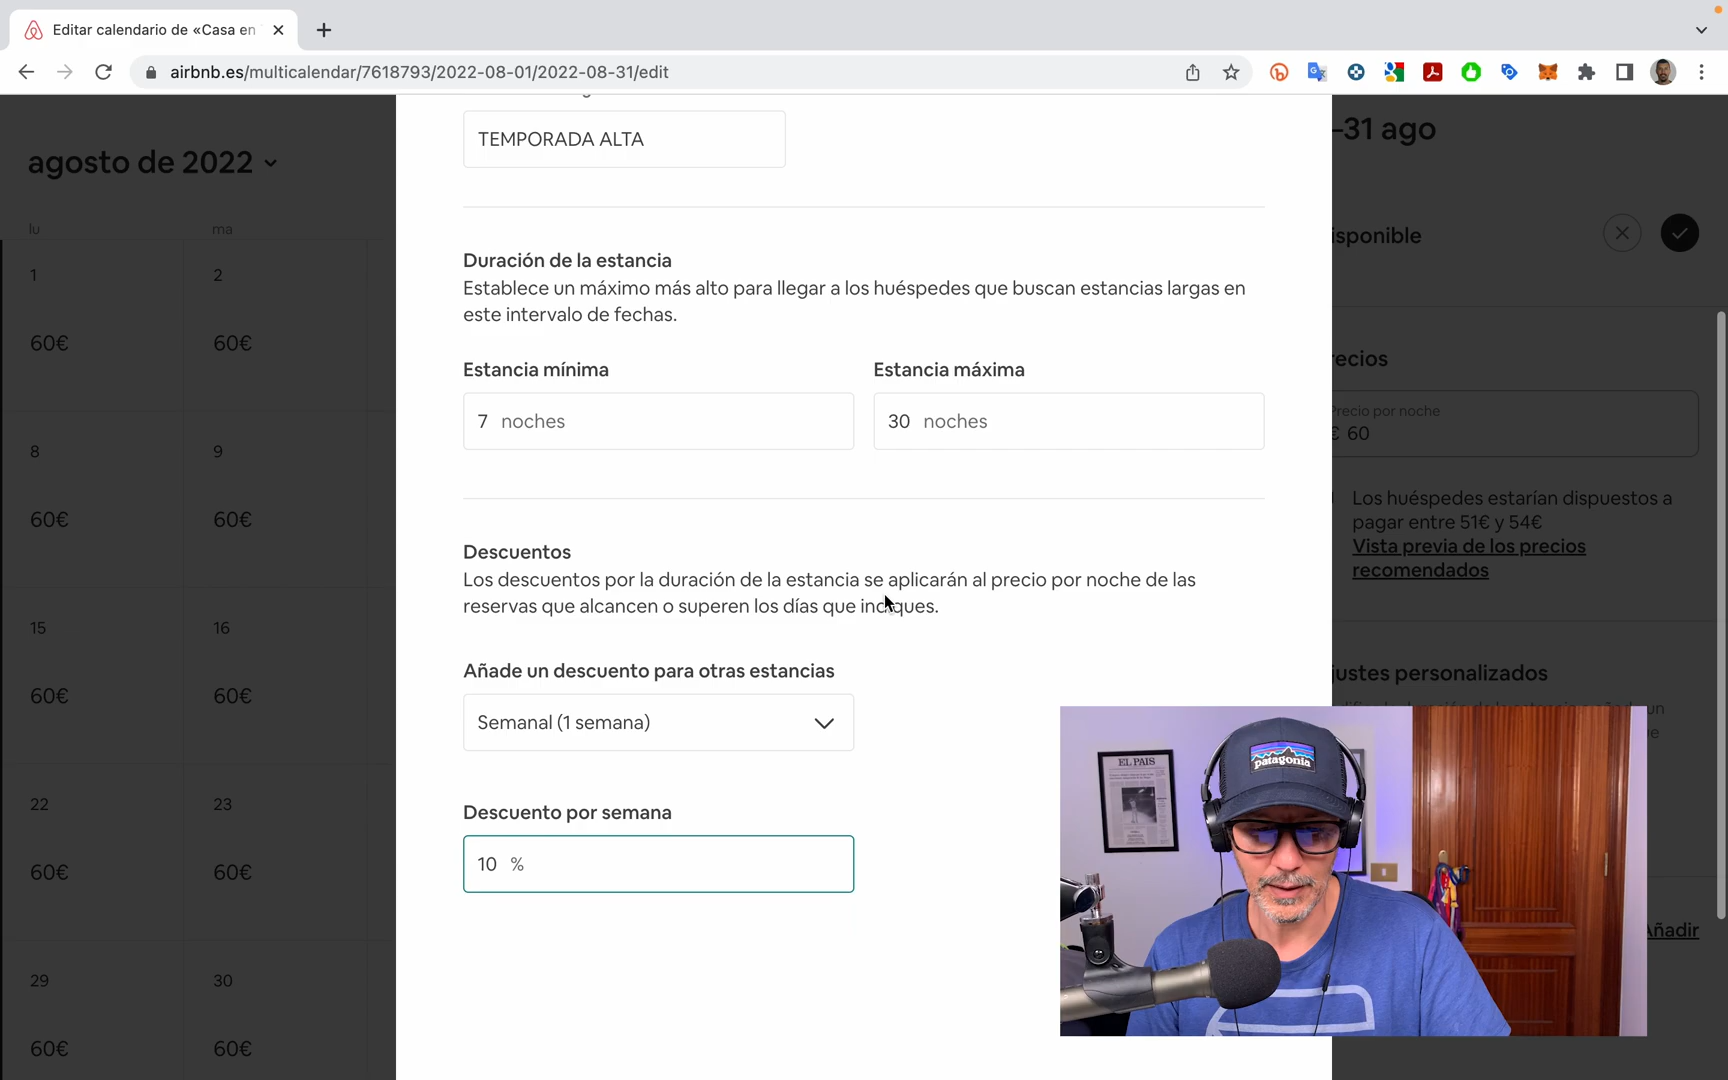 Editar calendario de «Casa en
airbnb.es/multicalendar/7618793/2022-08-01/2022-08-31/edit
agosto de 2022
lu
ma
1
2
60€
60€
8
9
60€
60€
15
16
60€
60€
22
23
60€
60€
29
30
60€
60€
TEMPORADA ALTA
Duración de la estancia
Establece un máximo más alto para llegar a los huéspedes que buscan estancias largas en
este intervalo de fechas.
Estancia mínima
Estancia máxima
7 noches
30 noches
Descuentos
Los descuentos por la duración de la estancia se aplicarán al precio por noche de las
reservas que alcancen o superen los días que indiques.
Añade un descuento para otras estancias
Semanal (1 semana)
Descuento por semana
10 %
–31 ago
isponible
recios
Precio por noche
€ 60
Los huéspedes estarían dispuestos a
pagar entre 51€ y 54€
Vista previa de los precios
recomendados
justes personalizados
un
Añadir
EL PAIS
patagonia